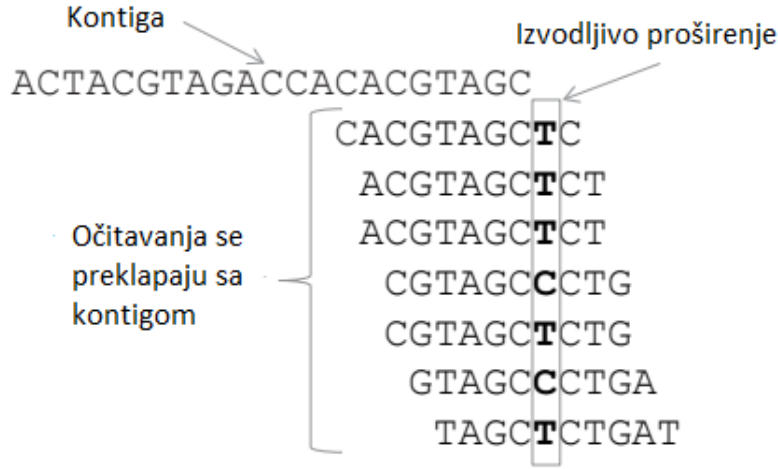 Kontiga
Izvodljivo proširenje
ACTACGTAGACCACACGTAGC
CACGTAGCTC
ACGTAGCTCT
ACGTAGCTCT
Očitavanja se
preklapaju sa
kontigom
CGTAGCCCTG
CGTAGCTCTG
GTAGCCCTGA
TAGCTCTGAT